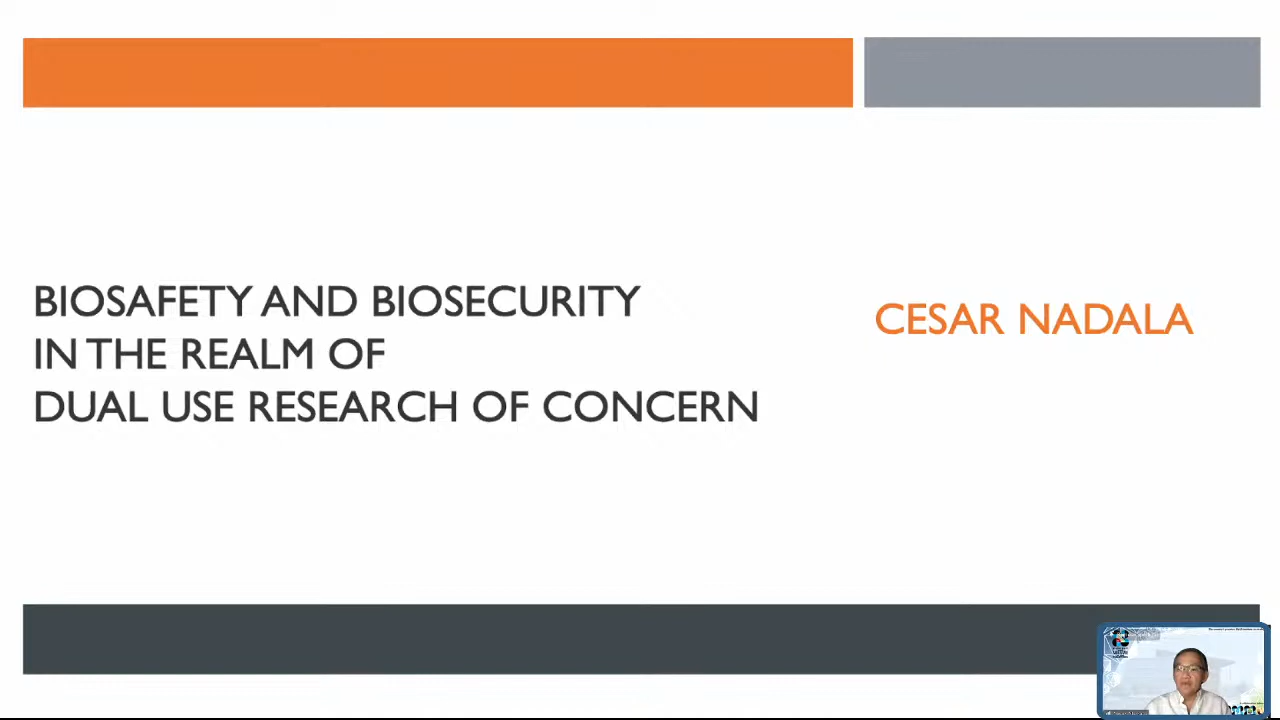 BIOSAFETY AND BIOSECURITY
IN THE REALM OF
DUAL USE RESEARCH OF CONCERN
CESAR NADALA